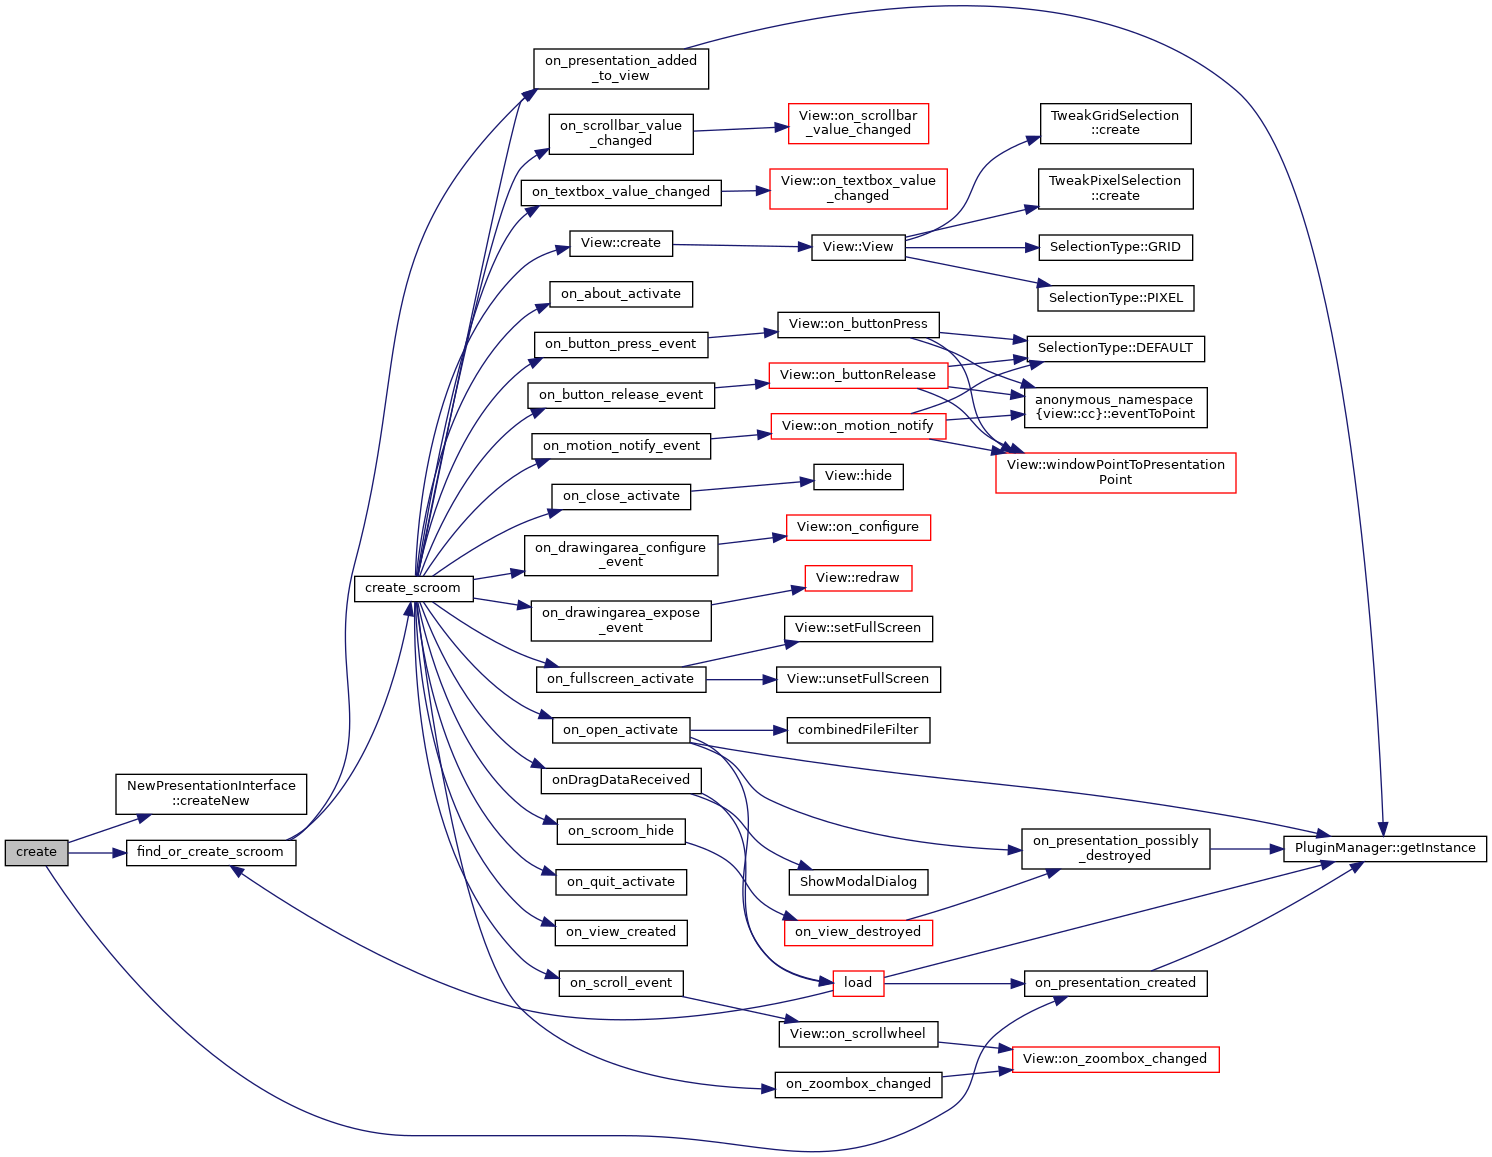 create
NewPresentationInterface
::createNew
find_or_create_scroom
create_scroom
on_presentation_added
_to_view
on_scrollbar_value
_changed
on_textbox_value_changed
View::create
on_about_activate
on_button_press_event
on_button_release_event
on_motion_notify_event
on_close_activate
on_drawingarea_configure
_event
on_drawingarea_expose
_event
on_fullscreen_activate
on_open_activate
onDragDataReceived
on_scroom_hide
on_quit_activate
on_view_created
on_scroll_event
on_zoombox_changed
View::on_scrollbar
_value_changed
View::on_textbox_value
_changed
View::View
View::on_buttonPress
View::on_buttonRelease
View::on_motion_notify
View::hide
View::on_configure
View::redraw
View::setFullScreen
View::unsetFullScreen
combinedFileFilter
ShowModalDialog
on_view_destroyed
load
View::on_scrollwheel
TweakGridSelection
::create
TweakPixelSelection
::create
SelectionType::GRID
SelectionType::PIXEL
SelectionType::DEFAULT
anonymous_namespace
{view::cc}::eventToPoint
View::windowPointToPresentation
Point
on_presentation_possibly
_destroyed
on_presentation_created
View::on_zoombox_changed
PluginManager::getInstance